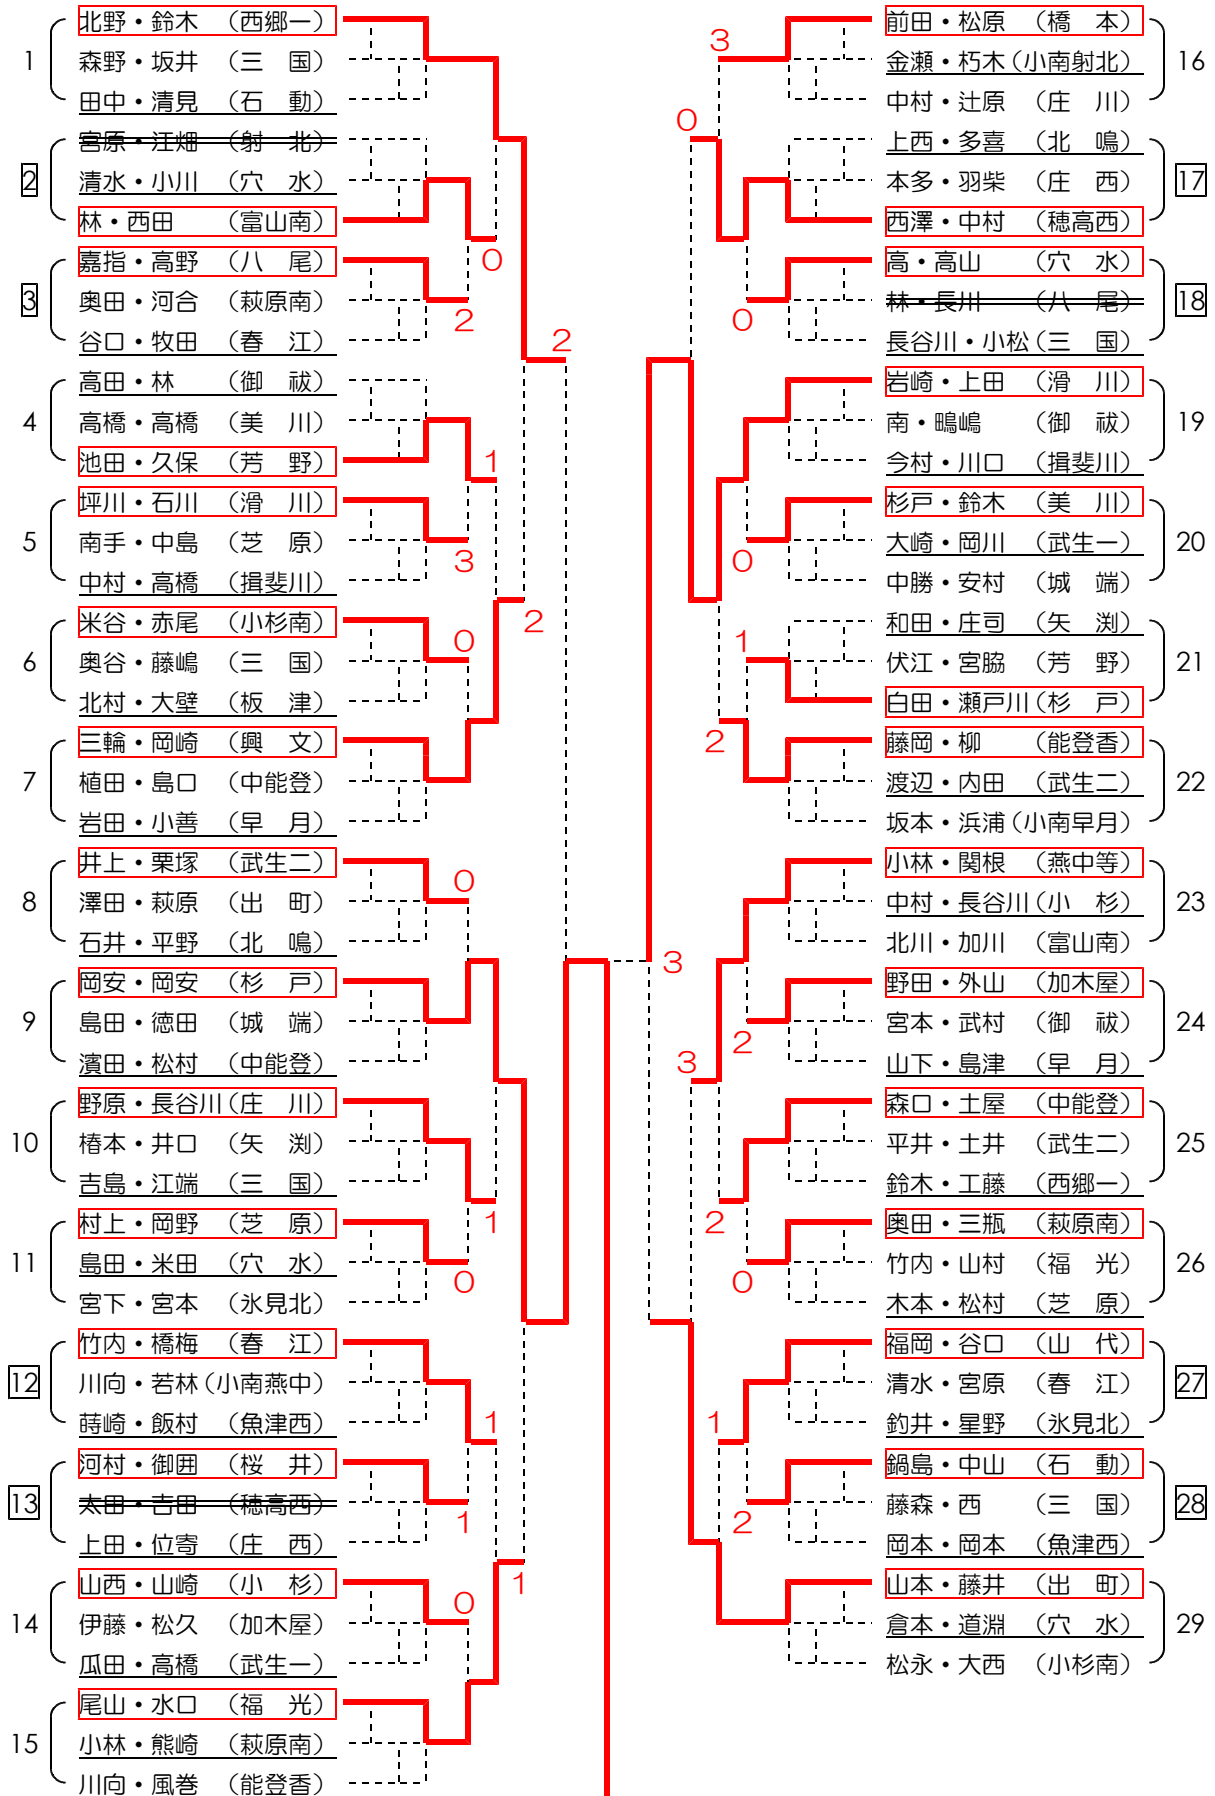 1
北野・鈴木 (西郷一)
森野・坂井 (三 国)
田中・清見 (石 動)
2
宮原・江畑 (射 北)
清水・小川 (穴 水)
林・西田 (富山南)
0
3
嘉指・高野 (八 尾)
奥田・河合 (萩原南)
谷口・牧田 (春 江)
2
2
4
高田・林 (御 祓)
高橋・高橋 (美 川)
池田・久保 (芳 野)
1
5
坪川・石川 (滑 川)
南手・中島 (芝 原)
中村・高橋 (揖斐川)
3
6
米谷・赤尾 (小杉南)
奥谷・藤嶋 (三 国)
北村・大壁 (板 津)
0
2
7
三輪・岡崎 (興 文)
植田・島口 (中能登)
岩田・小善 (早 月)
8
井上・栗塚 (武生二)
澤田・萩原 (出 町)
石井・平野 (北 鳴)
0
9
岡安・岡安 (杉 戸)
島田・徳田 (城 端)
濱田・松村 (中能登)
10
野原・長谷川(庄 川)
椿本・井口 (矢 渕)
吉島・江端 (三 国)
1
11
村上・岡野 (芝 原)
島田・米田 (穴 水)
宮下・宮本 (氷見北)
0
12
竹内・橋梅 (春 江)
川向・若林(小南燕中)
蒔崎・飯村 (魚津西)
1
13
河村・御囲 (桜 井)
太田・吉田 (穂高西)
上田・位寄 (庄 西)
1
1
14
山西・山崎 (小 杉)
伊藤・松久 (加木屋)
瓜田・高橋 (武生一)
0
15
尾山・水口 (福 光)
小林・熊崎 (萩原南)
川向・風巻 (能登香)
3
前田・松原 (橋 本)
金瀬・朽木(小南射北)
中村・辻原 (庄 川)
16
0
上西・多喜 (北 鳴)
本多・羽柴 (庄 西)
西澤・中村 (穂高西)
17
高・高山 (穴 水)
林・長川 (八 尾)
長谷川・小松(三 国)
18
0
岩崎・上田 (滑 川)
南・鴫嶋 (御 祓)
今村・川口 (揖斐川)
19
杉戸・鈴木 (美 川)
大崎・岡川 (武生一)
中勝・安村 (城 端)
20
0
和田・庄司 (矢 渕)
伏江・宮脇 (芳 野)
白田・瀬戸川(杉 戸)
21
1
2
藤岡・柳 (能登香)
渡辺・内田 (武生二)
坂本・浜浦(小南早月)
22
小林・関根 (燕中等)
中村・長谷川(小 杉)
北川・加川 (富山南)
23
3
野田・外山 (加木屋)
宮本・武村 (御 祓)
山下・島津 (早 月)
24
2
3
森口・土屋 (中能登)
平井・土井 (武生二)
鈴木・工藤 (西郷一)
25
2
奥田・三瓶 (萩原南)
竹内・山村 (福 光)
木本・松村 (芝 原)
26
0
福岡・谷口 (山 代)
清水・宮原 (春 江)
釣井・星野 (氷見北)
27
1
鍋島・中山 (石 動)
藤森・西 (三 国)
岡本・岡本 (魚津西)
28
2
山本・藤井 (出 町)
倉本・道淵 (穴 水)
松永・大西 (小杉南)
29